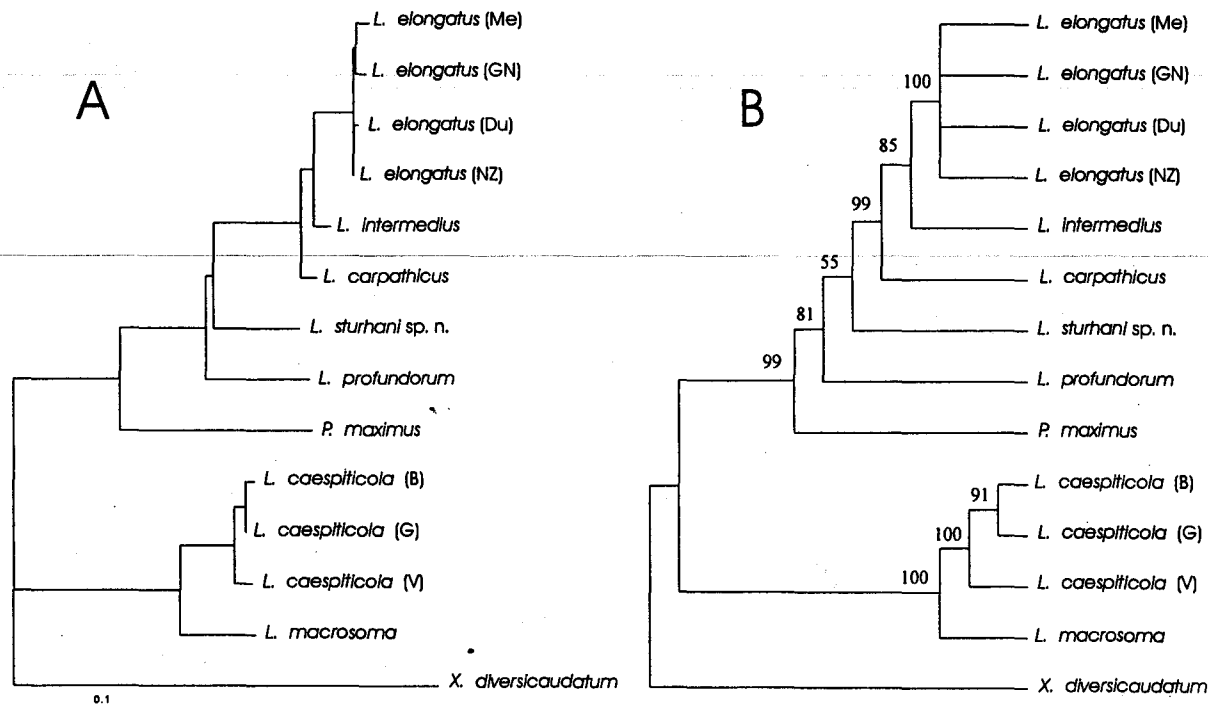 A
L. elongatus (Me)
L. elongatus (GN)
L. elongatus (Du)
L. elongatus (NZ)
L. intermedius
L. carpathicus
L. sturhani sp. n.
L. profundorum
P. maximus
L. caespiticola (B)
L. caespiticola (G)
L. caespiticola (V)
L. macrosoma
X. diversicaudatum
0.1
B
L. elongatus (Me)
L. elongatus (GN)
100
L. elongatus (Du)
85
L. elongatus (NZ)
99
L. intermedius
55
L. carpathicus
81
L. sturhani sp. n.
99
L. profundorum
P. maximus
L. caespiticola (B)
91
L. caespiticola (G)
100
100
L. caespiticola (V)
L. macrosoma
X. diversicaudatum